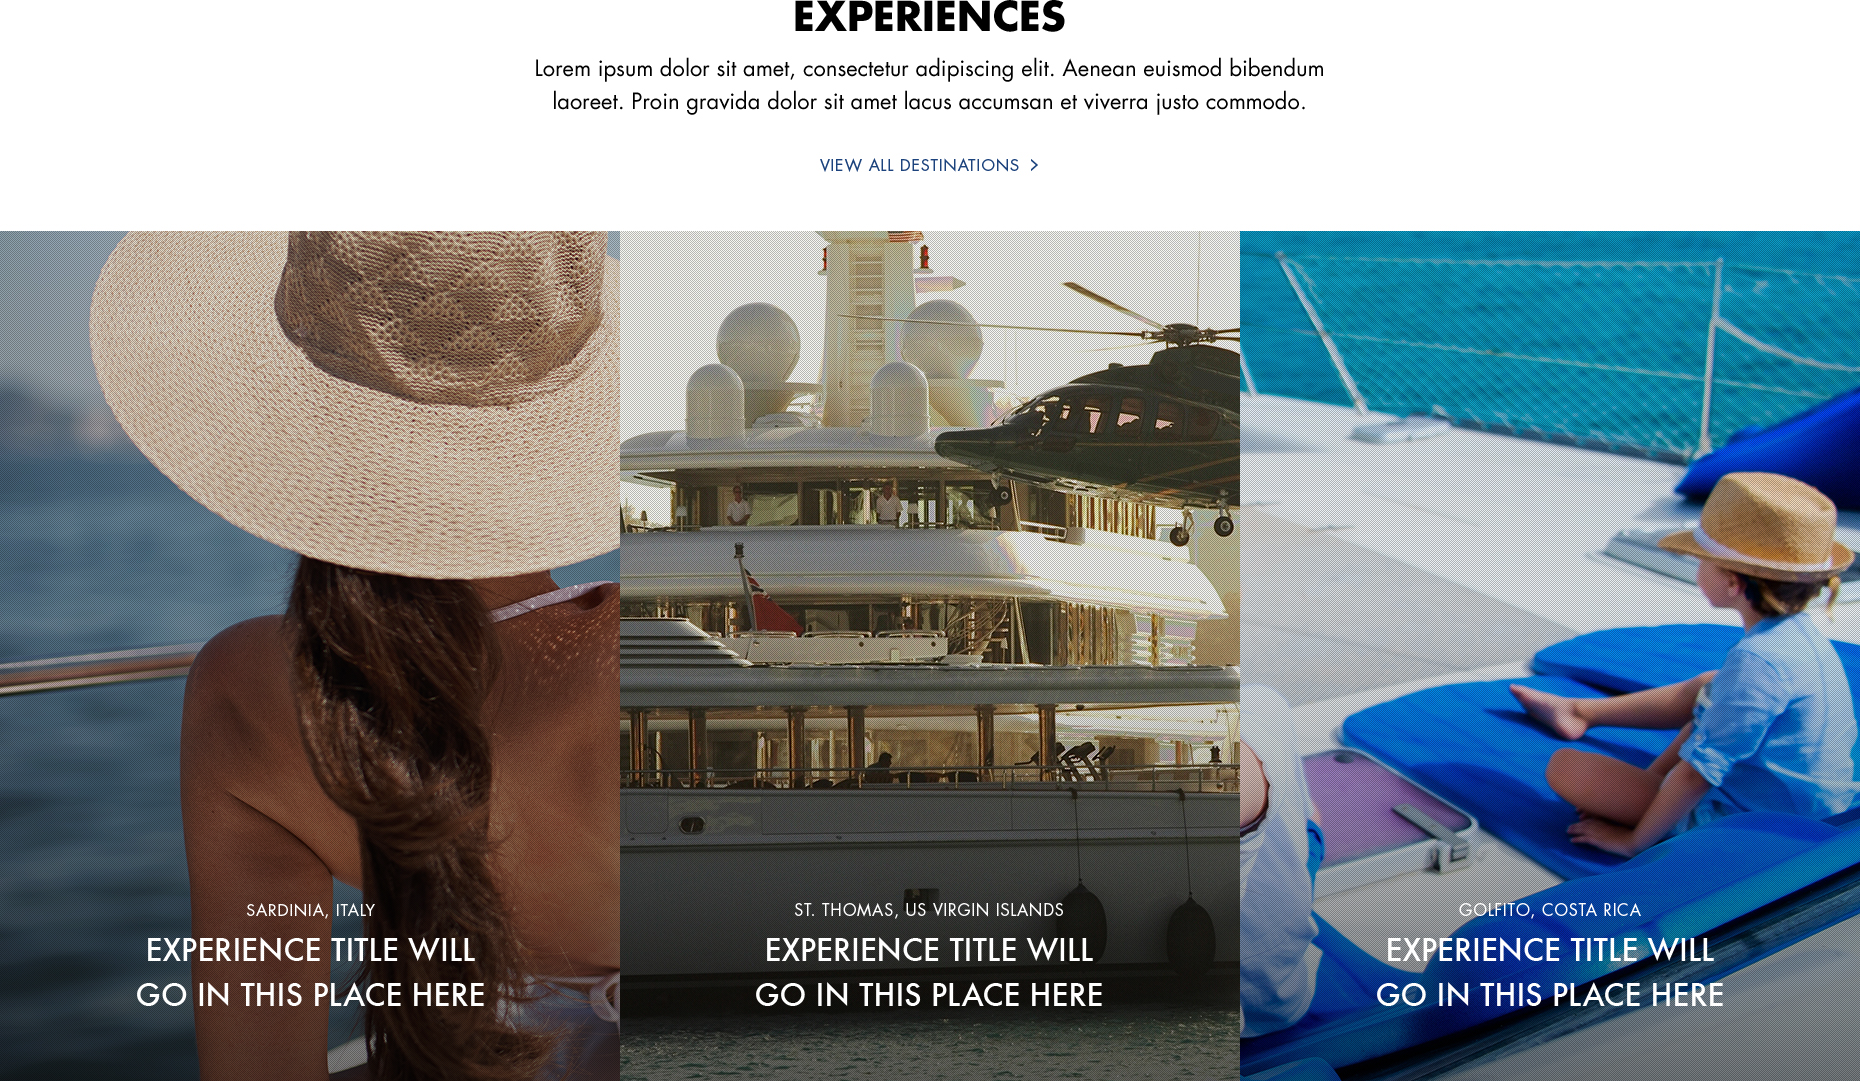 EXPERIENCES
Lorem ipsum dolor sit amet, consectetur adipiscing elit. Aenean euismod bibendum
laoreet. Proin gravida dolor sit amet lacus accumsan et viverra justo commodo.
VIEW ALL DESTINATIONS >
SARDINIA, ITALY
EXPERIENCE TITLE WILL
GO IN THIS PLACE HERE
ST. THOMAS, US VIRGIN ISLANDS
EXPERIENCE TITLE WILL
GO IN THIS PLACE HERE
GOLFITO, COSTA RICA
EXPERIENCE TITLE WILL
GO IN THIS PLACE HERE